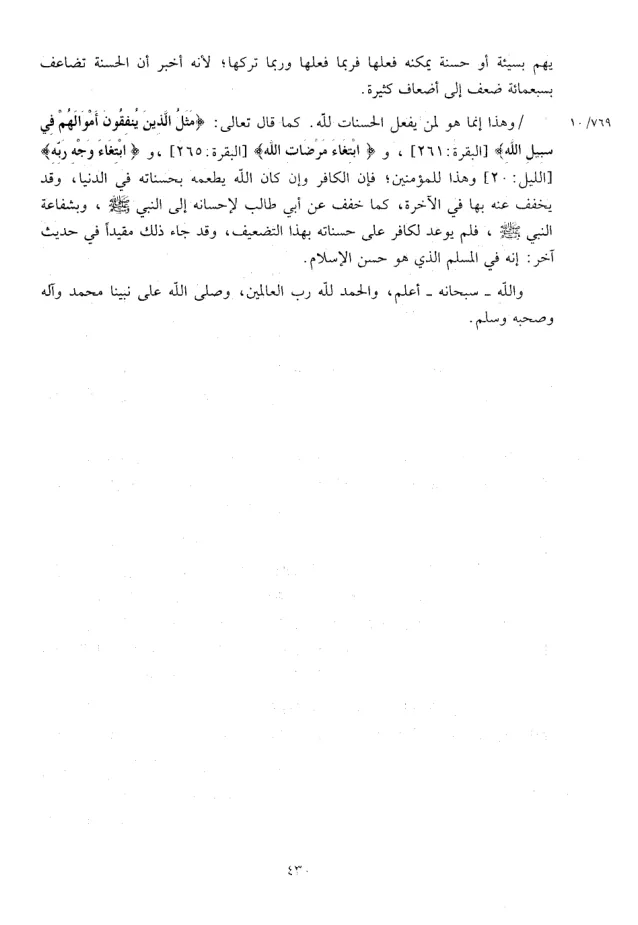 يهم بسيئة أو حسنة يمكنه فعلها فربما فعلها وربما تركها؛ لأنه أخبر أن الحسنة تضاعف
بسبعمائة ضعف إلى أضعاف كثيرة.
١٠/٧٦٩
/ وهذا إنما هو لمن يفعل الحسنات لله. كما قال تعالى: ﴿مَثَلُ الَّذِينَ يُنفِقُونَ أَمْوَالَهُمْ فِي
سبيلِ اللَّهِ﴾ [البقرة: ٢٦١] ، و ﴿ ابْتِغَاءَ مَرْضَاتِ اللَّهِ﴾ [البقرة: ٢٦٥] ،و ﴿ ابْتِغَاءَ وَجْهِ رَبِّهِ﴾
[الليل: ٢٠] وهذا للمؤمنين؛ فإن الكافر وإن كان الله يطعمه بحسناته في الدنيا، وقد
يخفف عنه بها في الآخرة، كما خفف عن أبي طالب لإحسانه إلى النبي ﷺ ، وبشفاعة
النبي ﷺ ، فلم يوعد لكافر على حسناته بهذا التضعيف، وقد جاء ذلك مقيداً في حديث
آخر: إنه في المسلم الذي هو حسن الإسلام.
والله ـ سبحانه ـ أعلم، والحمد لله رب العالمين، وصلى الله على نبينا محمد وآله
وصحبه وسلم.
٤٣٠